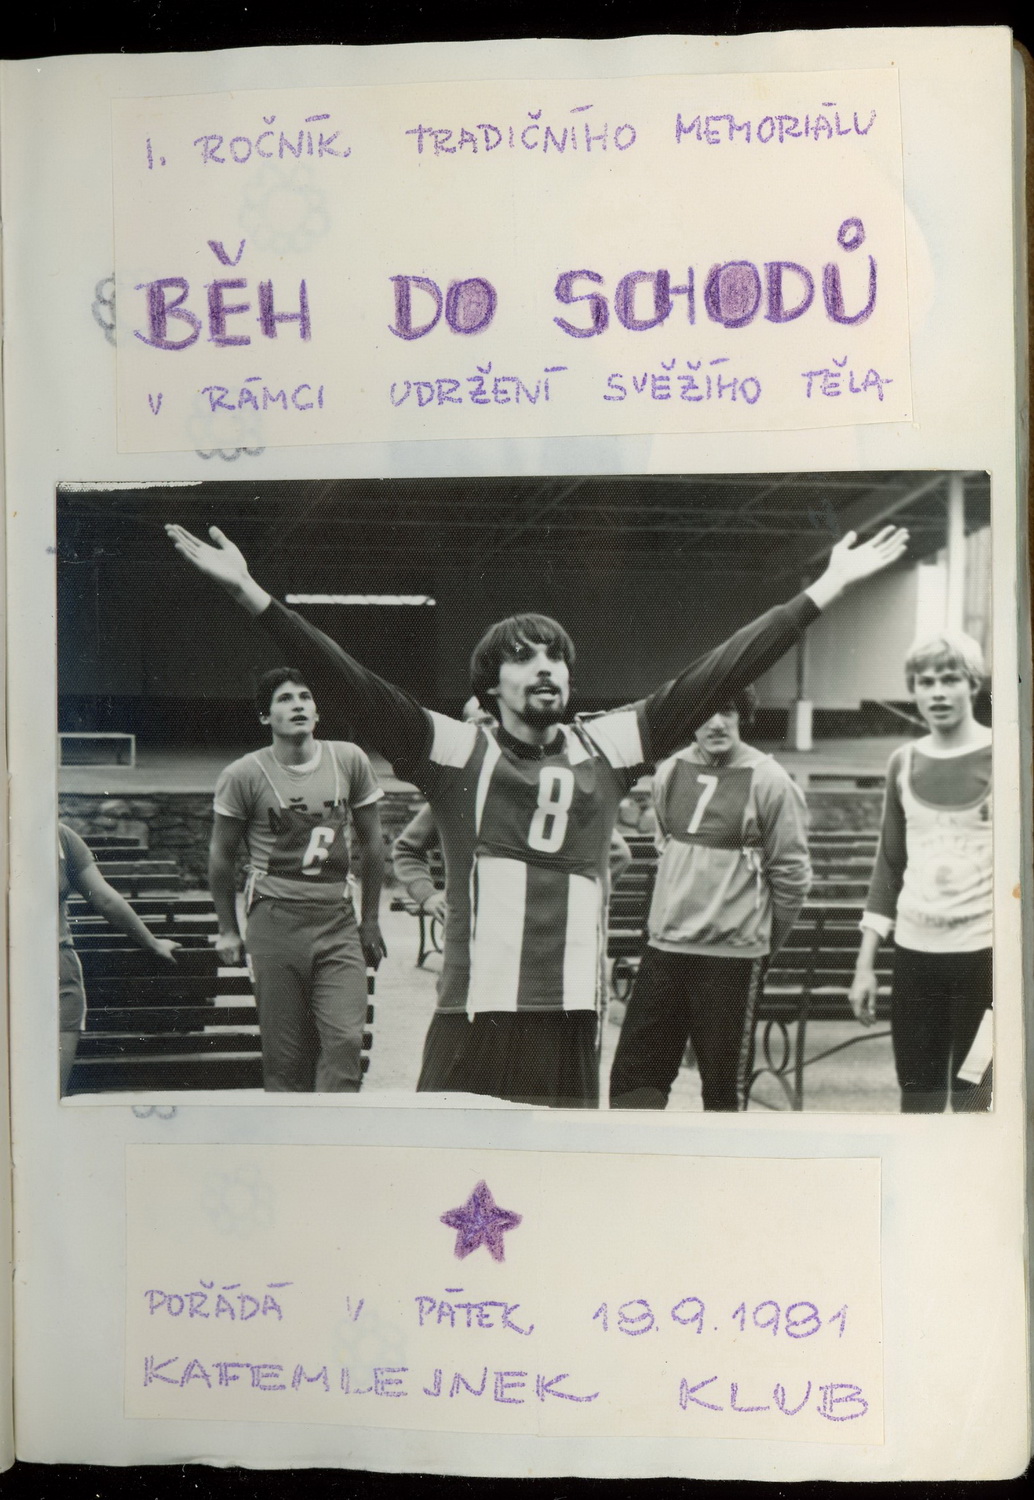 1. ROČNÍK TRADIČNÍHO MEMORIÁLU
BĚH DO SCHODŮ
V RÁMCI UDRŽENÍ SVĚŽÍHO TĚLA
8
7
6
POŘÁDÁ V PÁTEK 18.9.1981
KAFEMLEJNEK KLUB